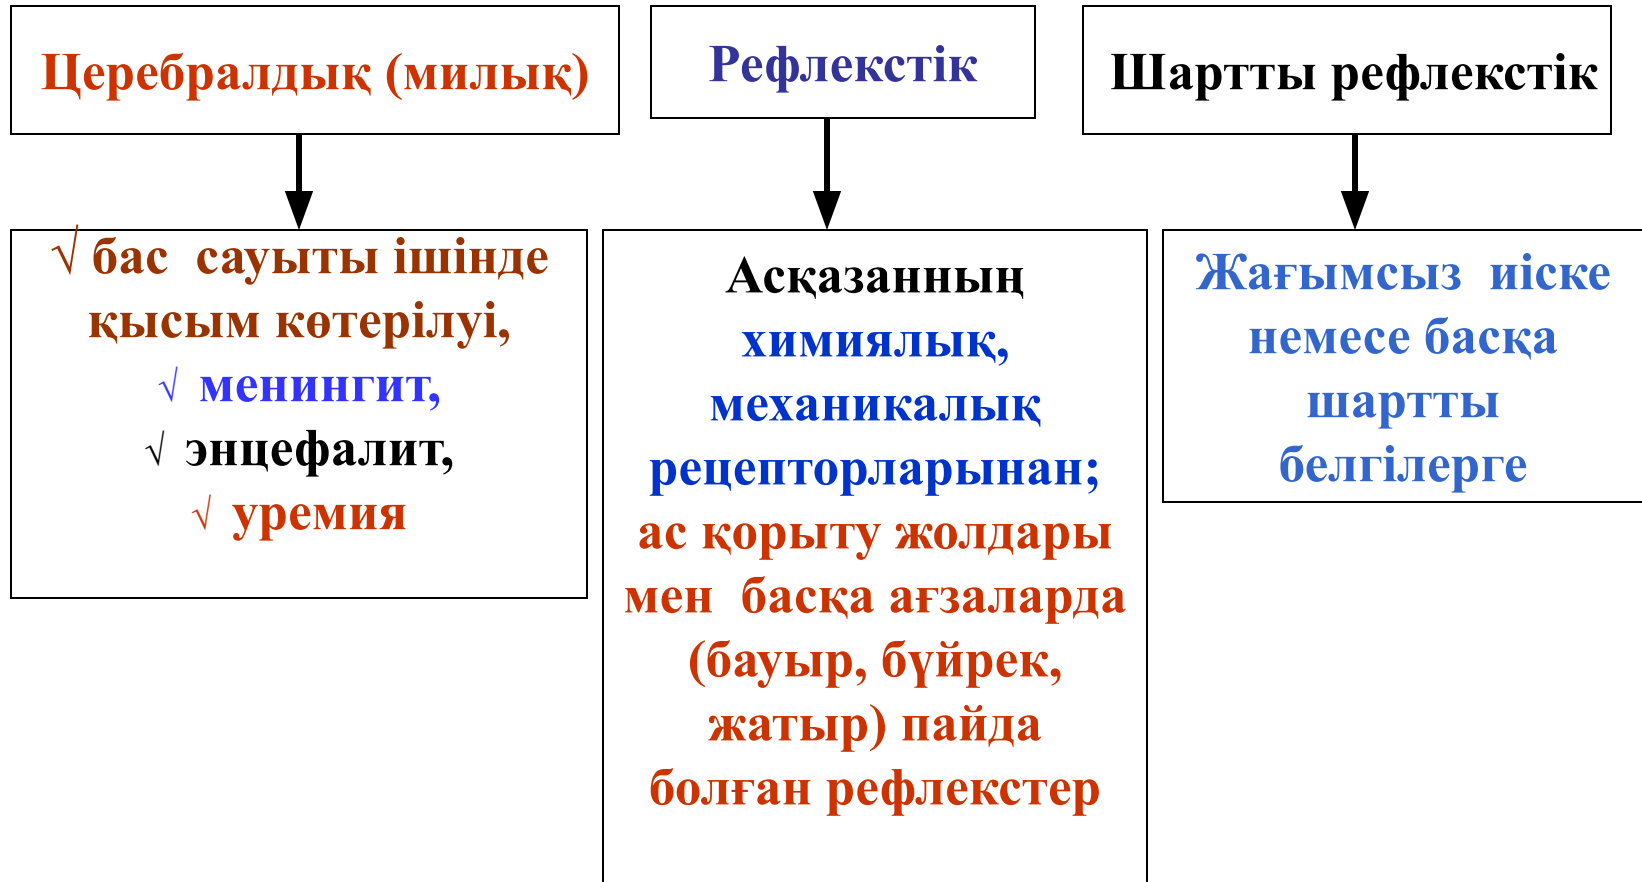 Церебралдық (милық)
Рефлекстік
Шартты рефлекстік
√ бас сауыты ішінде
қысым көтерілуі,
√ менингит,
√ энцефалит,
√ уремия
Асқазанның
химиялық,
механикалық
рецепторларынан;
ас қорыту жолдары
мен басқа ағзаларда
(бауыр, бүйрек,
жатыр) пайда
болған рефлекстер
Жағымсыз иіске
немесе басқа
шартты
белгілерге